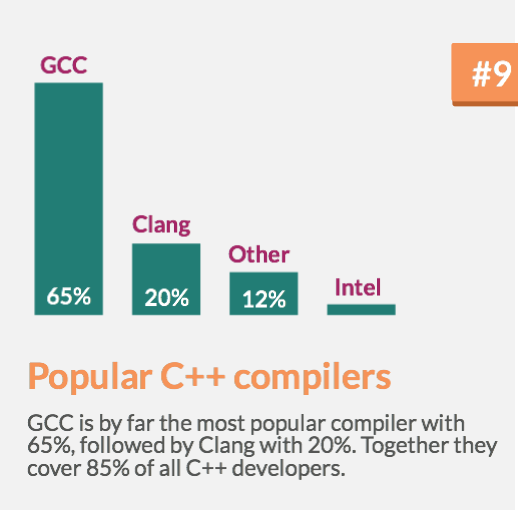 GCC
#9
Clang
Other
Intel
65%
20%
12%
Popular C++ compilers
GCC is by far the most popular compiler with
65%, followed by Clang with 20%. Together they
cover 85% of all C++ developers.